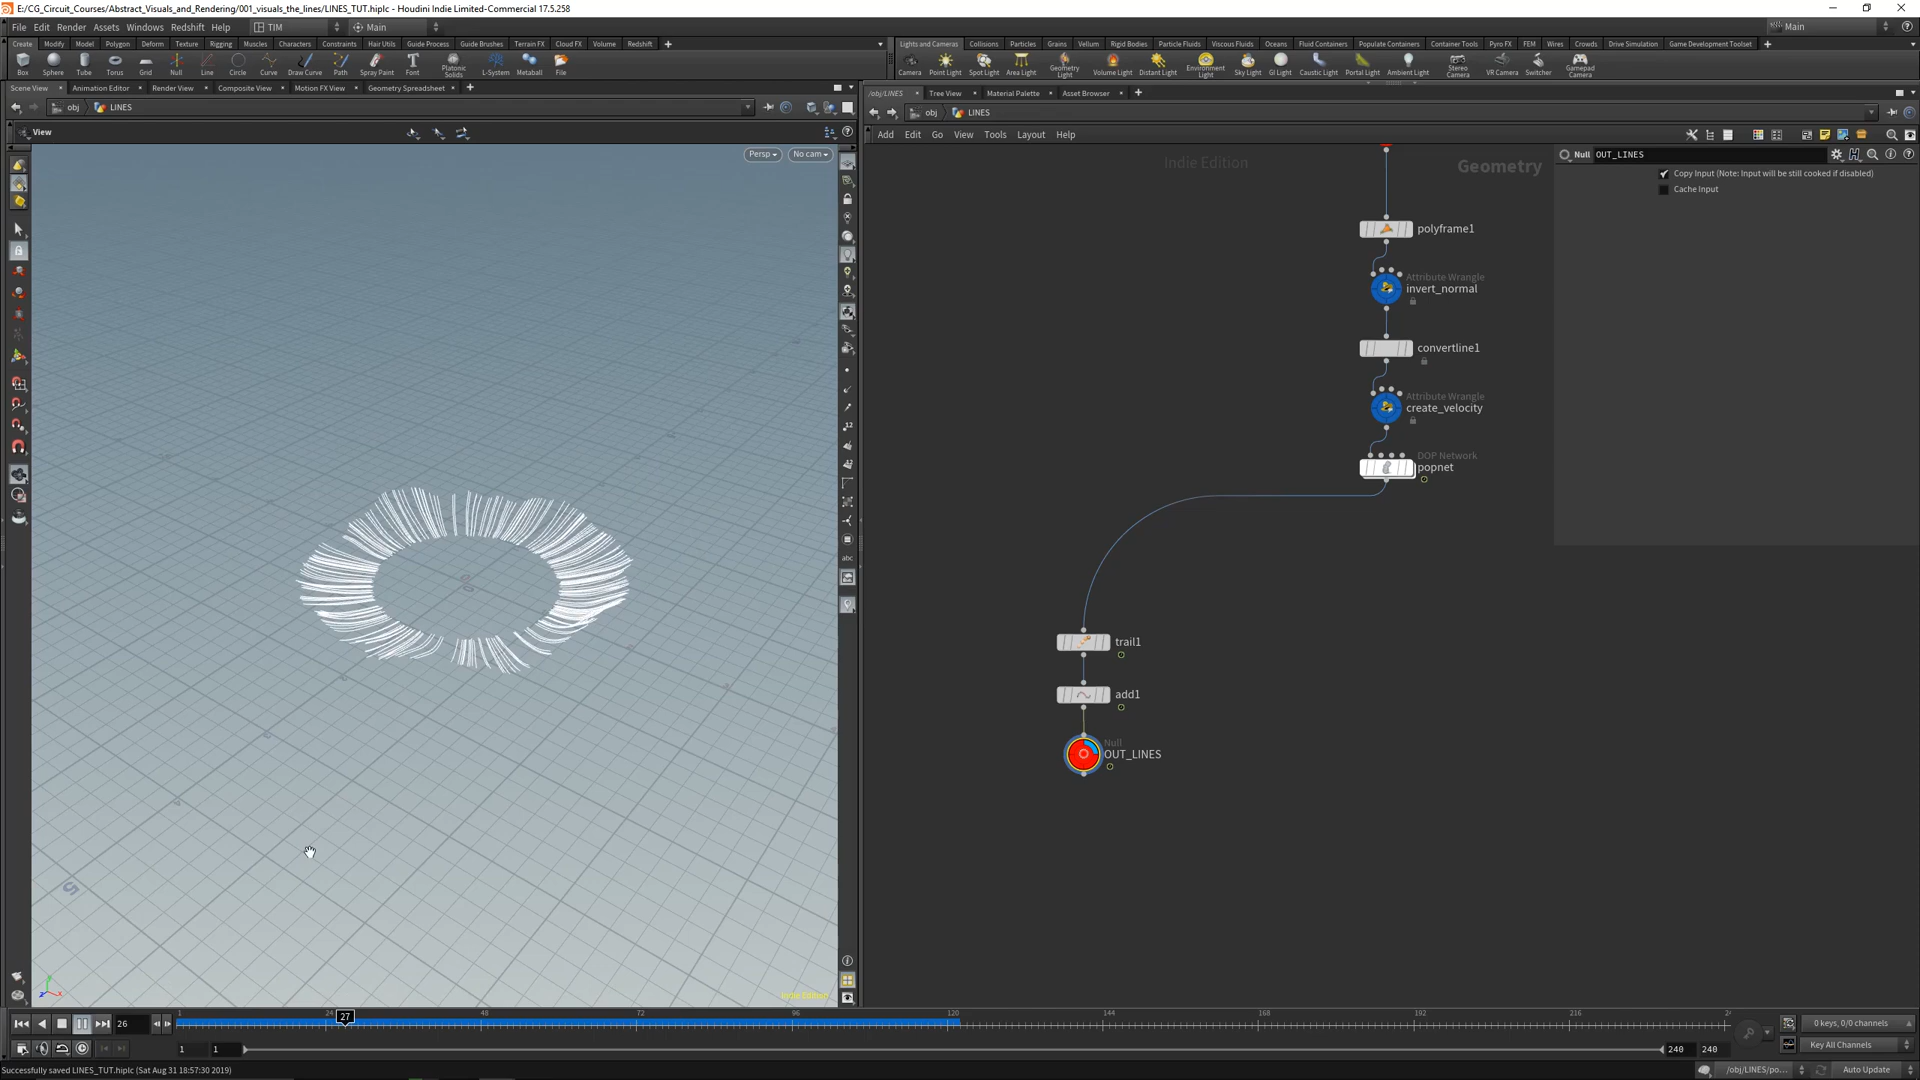 E:/CG_Circuit_Courses/Abstract_Visuals_and_Rendering/001_visuals_the_lines/LINES_TUT.hiplc - Houdini Indie Limited-Commercial 17.5.258
File Edit Render Assets Windows Redshift Help TIM Main Main
Create Modify Model Polygon Deform Texture Rigging Muscles Characters Constraints Hair Utils Guide Process Guide Brushes Terrain FX Cloud FX Volume Redshift
Lights and Cameras Collisions Particles Grains Vellum Rigid Bodies Particle Fluids Viscous Fluids Oceans Fluid Containers Populate Containers Container Tools Pyro FX FEM Wires Crowds Drive Simulation Game Development Toolset
Box Sphere Tube Torus Grid Null Line Circle Curve Draw Curve Path Spray Paint Font Platonic Solids L-System Metaball File
Camera Point Light Spot Light Area Light Geometry Light Volume Light Distant Light Environment Light Sky Light GI Light Caustic Light Portal Light Ambient Light Stereo Camera VR Camera Switcher Gamepad Camera
Scene View Animation Editor Render View Composite View Motion FX View Geometry Spreadsheet
/obj/LINES Tree View Material Palette Asset Browser
obj LINES
obj LINES
View
Add Edit Go View Tools Layout Help
Persp No cam
Indie Edition
Geometry
Null OUT_LINES
Copy Input (Note: Input will be still cooked if disabled)
Cache Input
polyframe1
Attribute Wrangle
invert_normal
convertline1
Attribute Wrangle
create_velocity
DOP Network
popnet
trail1
add1
Null
OUT_LINES
abc
5
Indie Edition
26
1 24 27 48 72 96 120 144 168 192 216
0 keys, 0/0 channels
1 1 240 240
Key All Channels
Successfully saved LINES_TUT.hiplc (Sat Aug 31 18:57:30 2019)
/obj/LINES/po... Auto Update